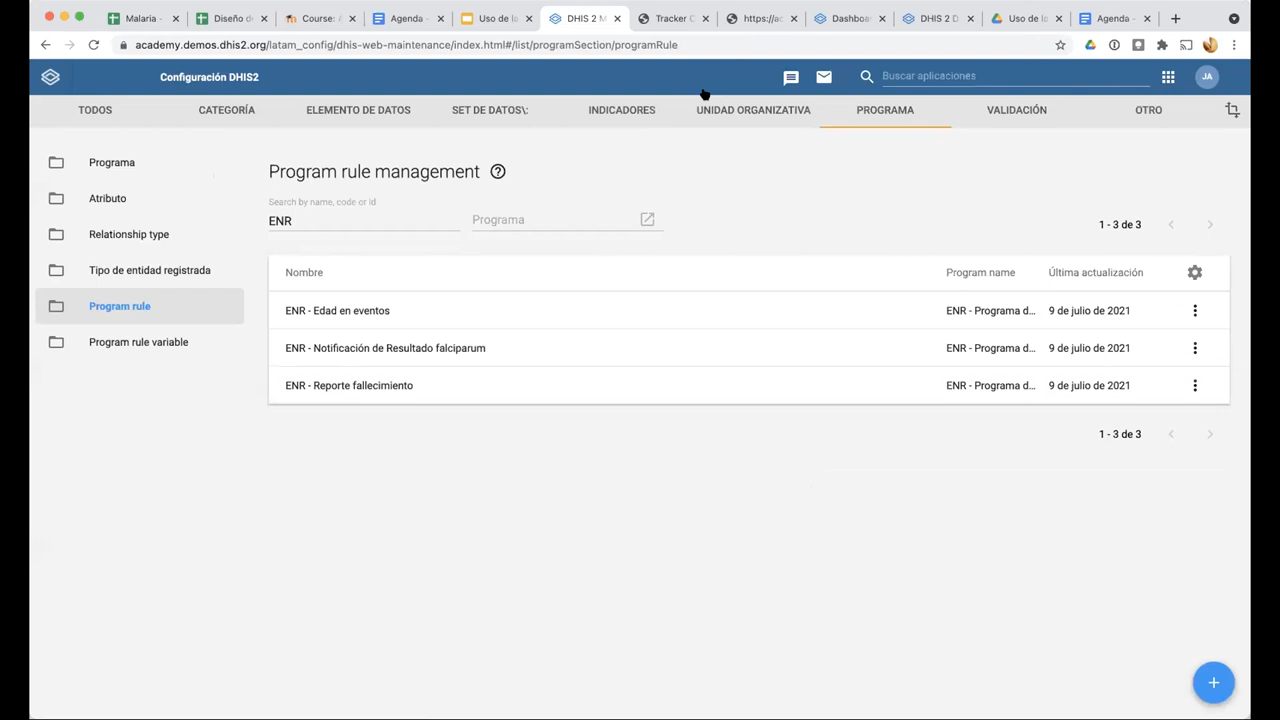 Malaria -
Diseño d
Course: A
Agenda -
Uso de la
DHIS 2 M
Tracker C
https://ac
Dashboa
DHIS 2 D
Uso de lo
Agenda -
academy.demos.dhis2.org/latam_config/dhis-web-maintenance/index.html#/list/programSection/programRule
Configuración DHIS2
Buscar aplicaciones
JA
TODOS
CATEGORÍA
ELEMENTO DE DATOS
SET DE DATOS\:
INDICADORES
UNIDAD ORGANIZATIVA
PROGRAMA
VALIDACIÓN
OTRO
Programa
Atributo
Relationship type
Tipo de entidad registrada
Program rule
Program rule variable
Program rule management
Search by name, code or Id
ENR
Programa
1 - 3 de 3
Nombre Program name Última actualización
ENR - Edad en eventos ENR - Programa d... 9 de julio de 2021
ENR - Notificación de Resultado falciparum ENR - Programa d... 9 de julio de 2021
ENR - Reporte fallecimiento ENR - Programa d... 9 de julio de 2021
1 - 3 de 3